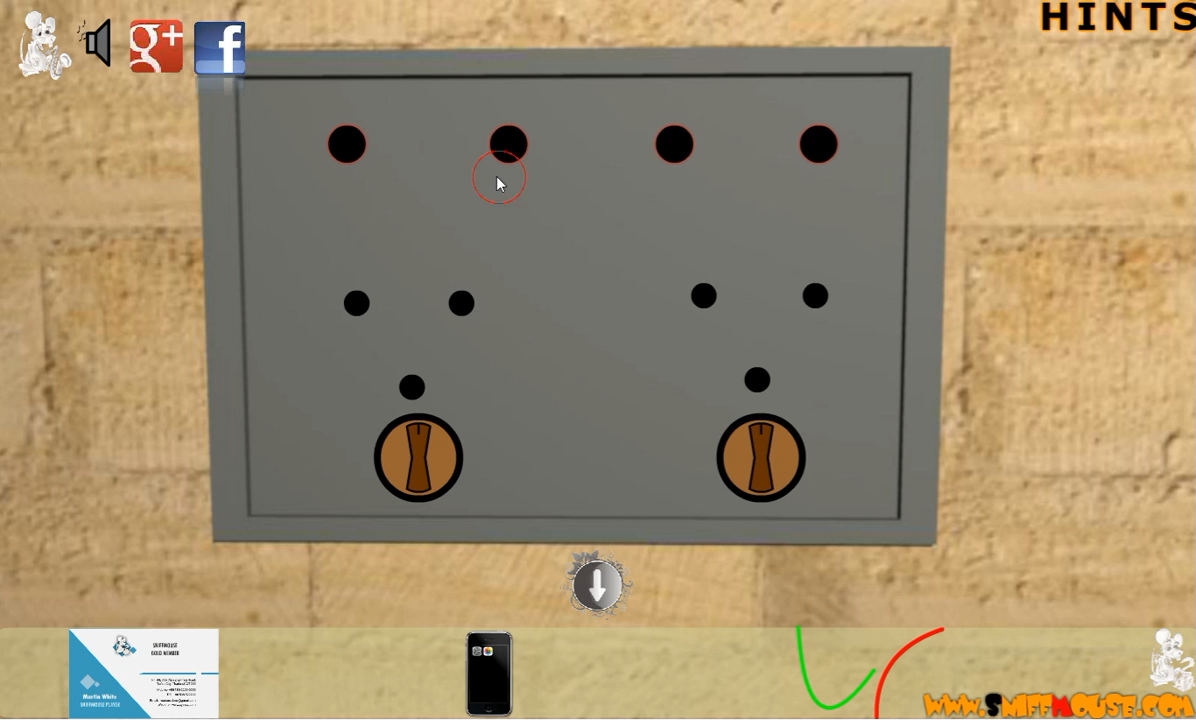 HINTS
g+
f
SNIFFMOUSE
GOLD MEMBER
Martin White
SNIFFMOUSE PLAYER
www.SNIFFMOUSE.COM